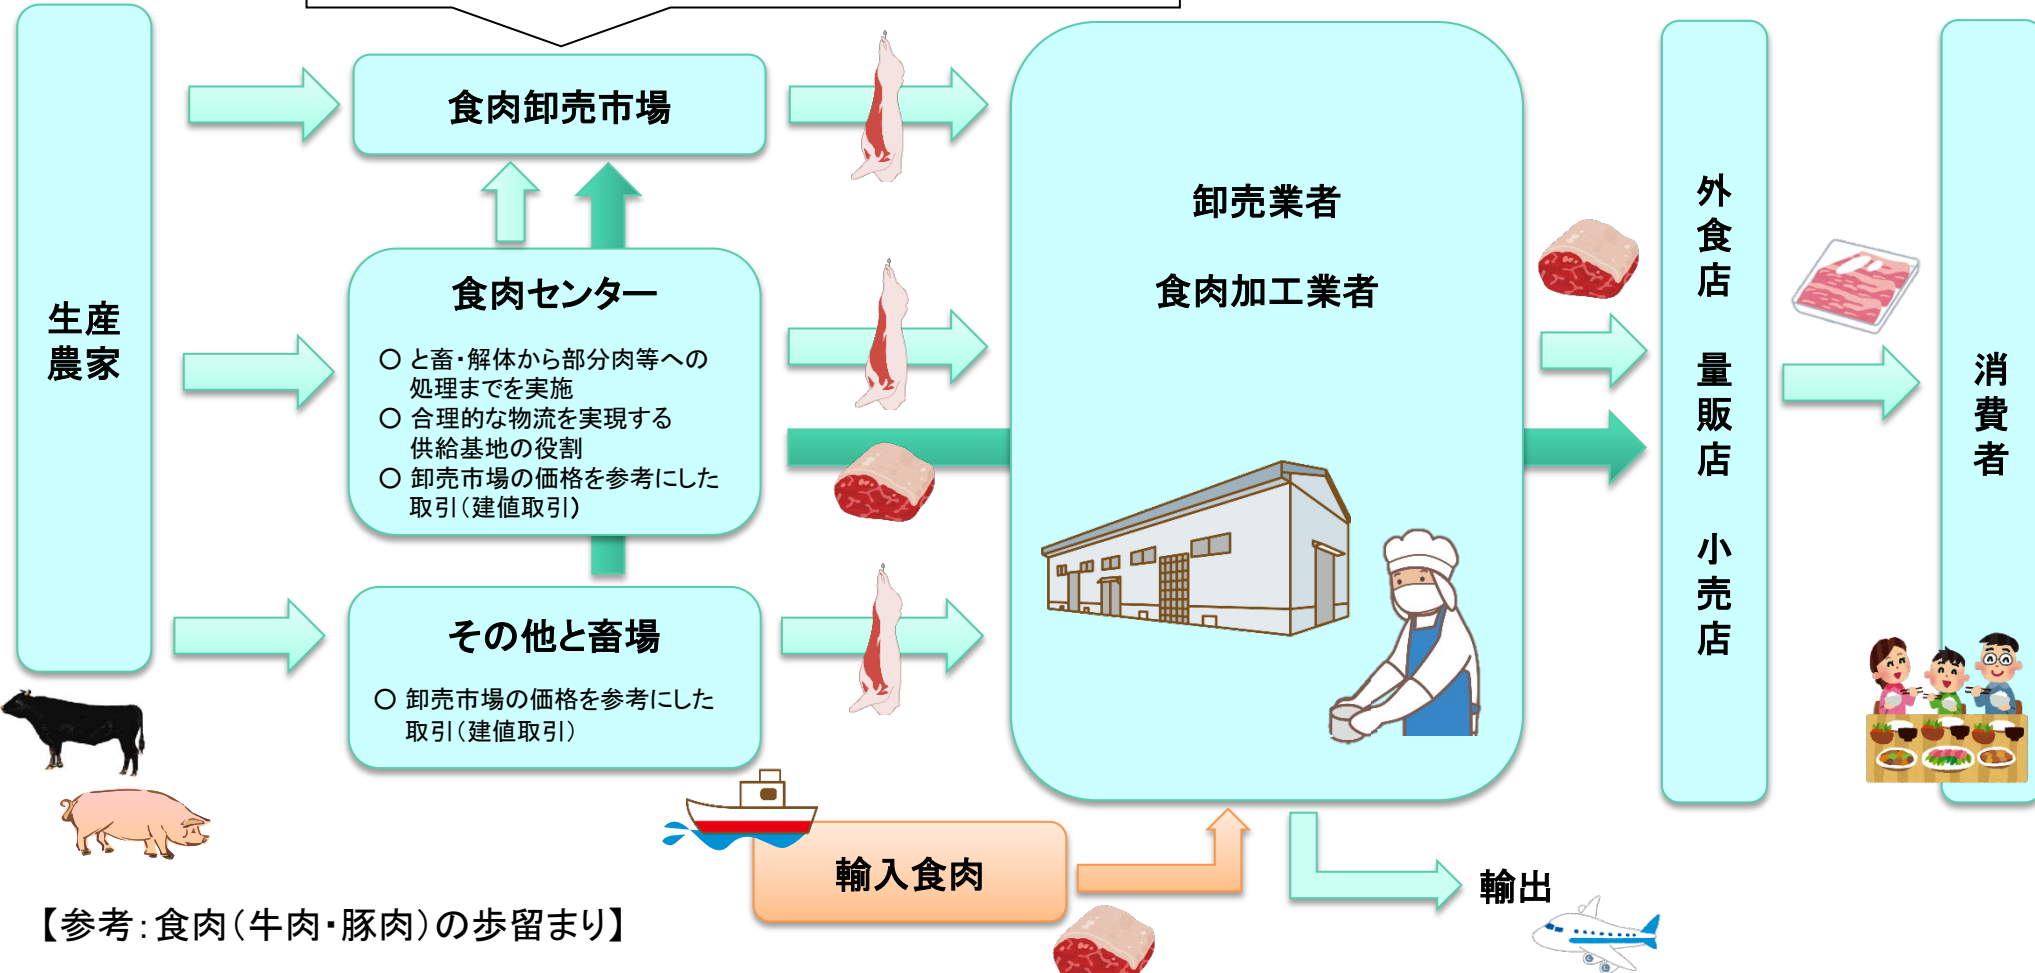 食肉卸売市場
生産
農家
食肉センター
○ と畜・解体から部分肉等への
処理までを実施
○ 合理的な物流を実現する
供給基地の役割
○ 卸売市場の価格を参考にした
取引（建値取引）
その他と畜場
○ 卸売市場の価格を参考にした
取引（建値取引）
卸売業者
食肉加工業者
外食店　量販店　小売店
消費者
輸入食肉
輸出
【参考：食肉（牛肉・豚肉）の歩留まり】